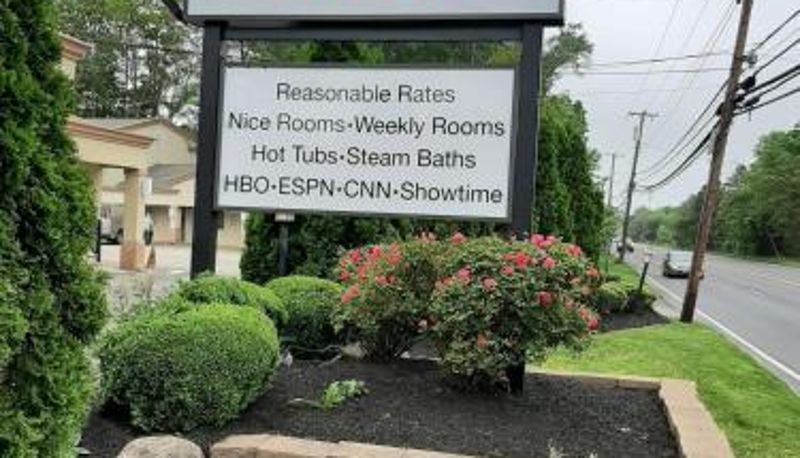 Reasonable Rates
Nice Rooms•Weekly Rooms
Hot Tubs•Steam Baths
HBO•ESPN•CNN•Showtime